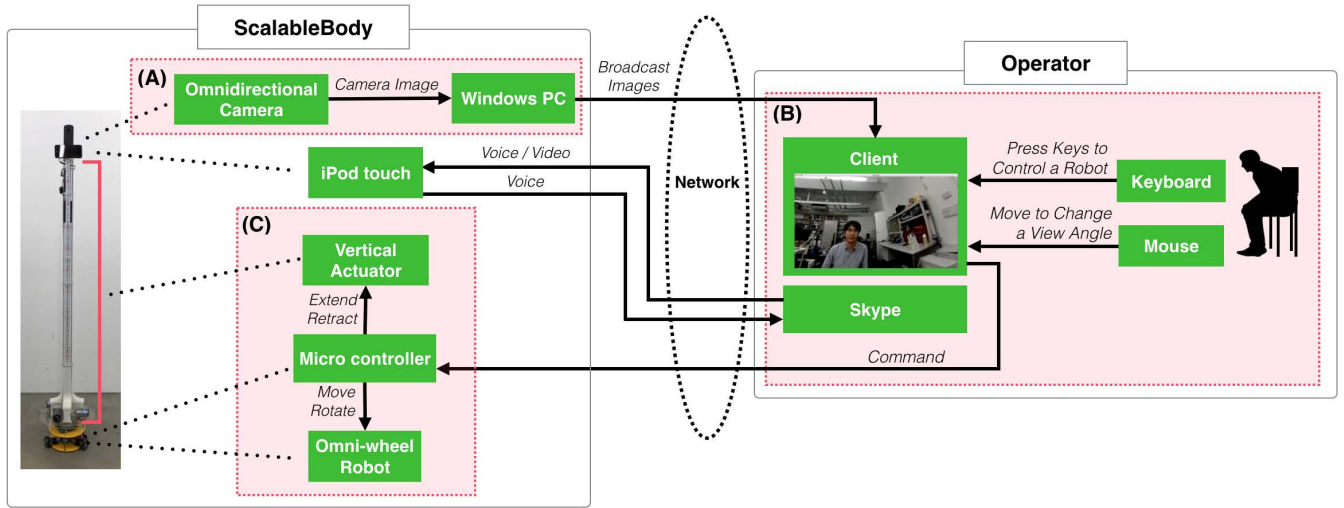 ScalableBody
(A)
Omnidirectional
Camera
Camera Image
Windows PC
Broadcast
Images
iPod touch
Voice / Video
Voice
(C)
Vertical
Actuator
Extend
Retract
Micro controller
Move
Rotate
Omni-wheel
Robot
Network
Operator
(B)
Client
Press Keys to
Control a Robot
Keyboard
Move to Change
a View Angle
Mouse
Skype
Command